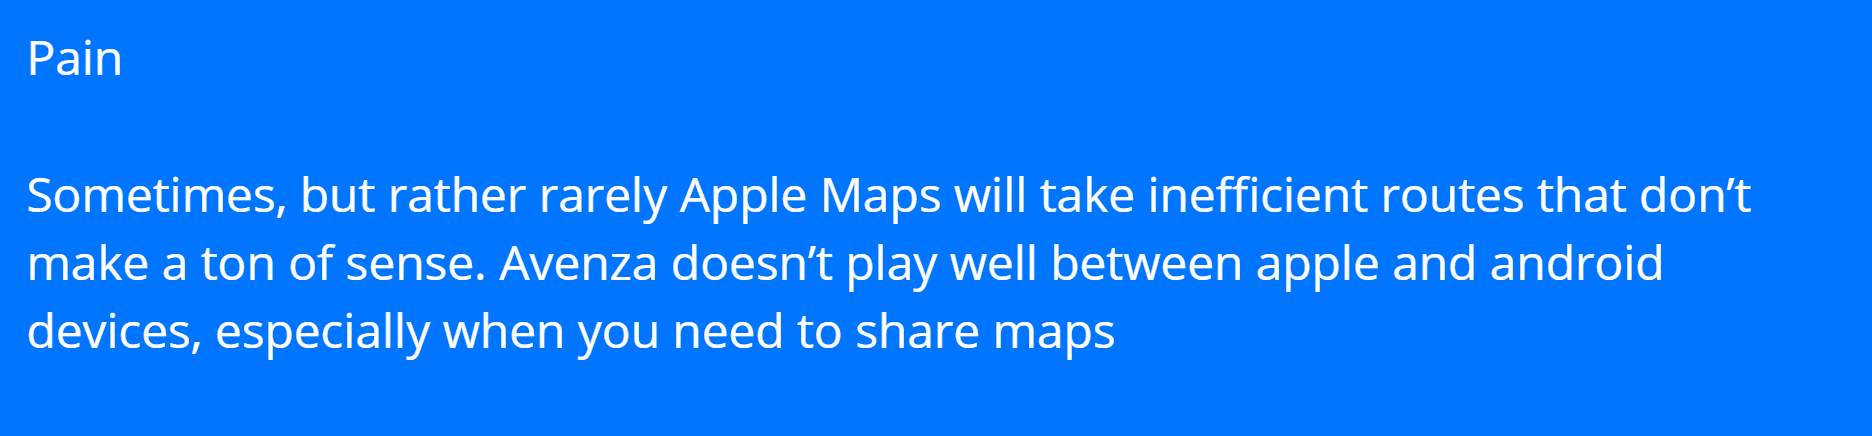 Pain
Sometimes, but rather rarely Apple Maps will take inefficient routes that don’t
make a ton of sense. Avenza doesn’t play well between apple and android
devices, especially when you need to share maps